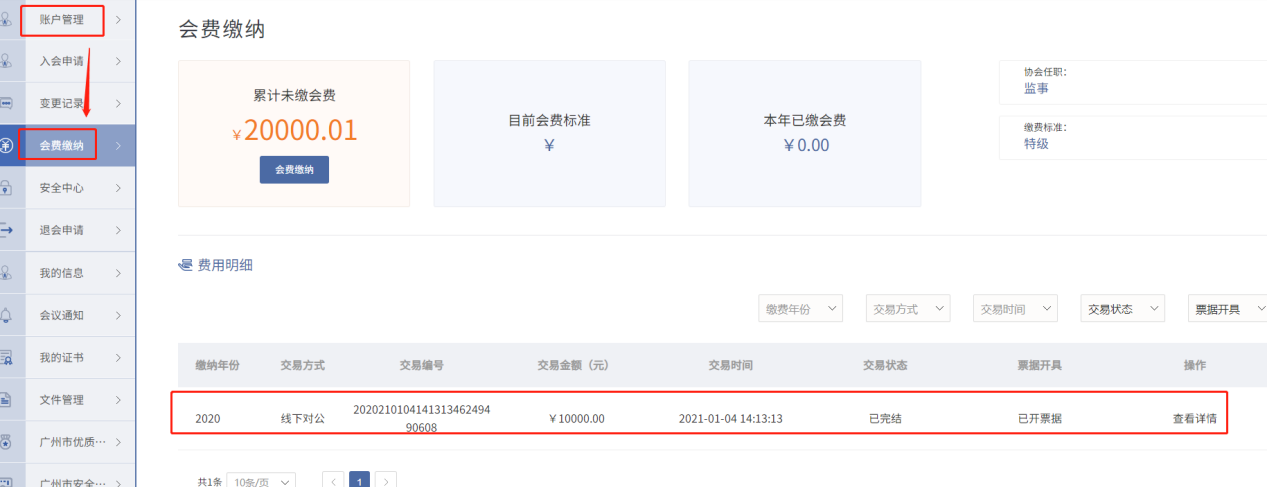 账户管理
入会申请
变更记录
会费缴纳
安全中心
退会申请
我的信息
会议通知
我的证书
文件管理
广州市优质···
广州市安全···
会费缴纳
累计未缴会费
¥20000.01
会费缴纳
目前会费标准
¥
本年已缴会费
¥0.00
协会任职：
监事
缴费标准：
特级
费用明细
缴费年份 交易方式 交易时间 交易状态 票据开具
缴纳年份 交易方式 交易编号 交易金额（元） 交易时间 交易状态 票据开具 操作
2020 线下对公 2020210104141313462494 ¥10000.00 2021-01-04 14:13:13 已完结 已开票据 查看详情
90608
共1条 10条/页 < 1 >